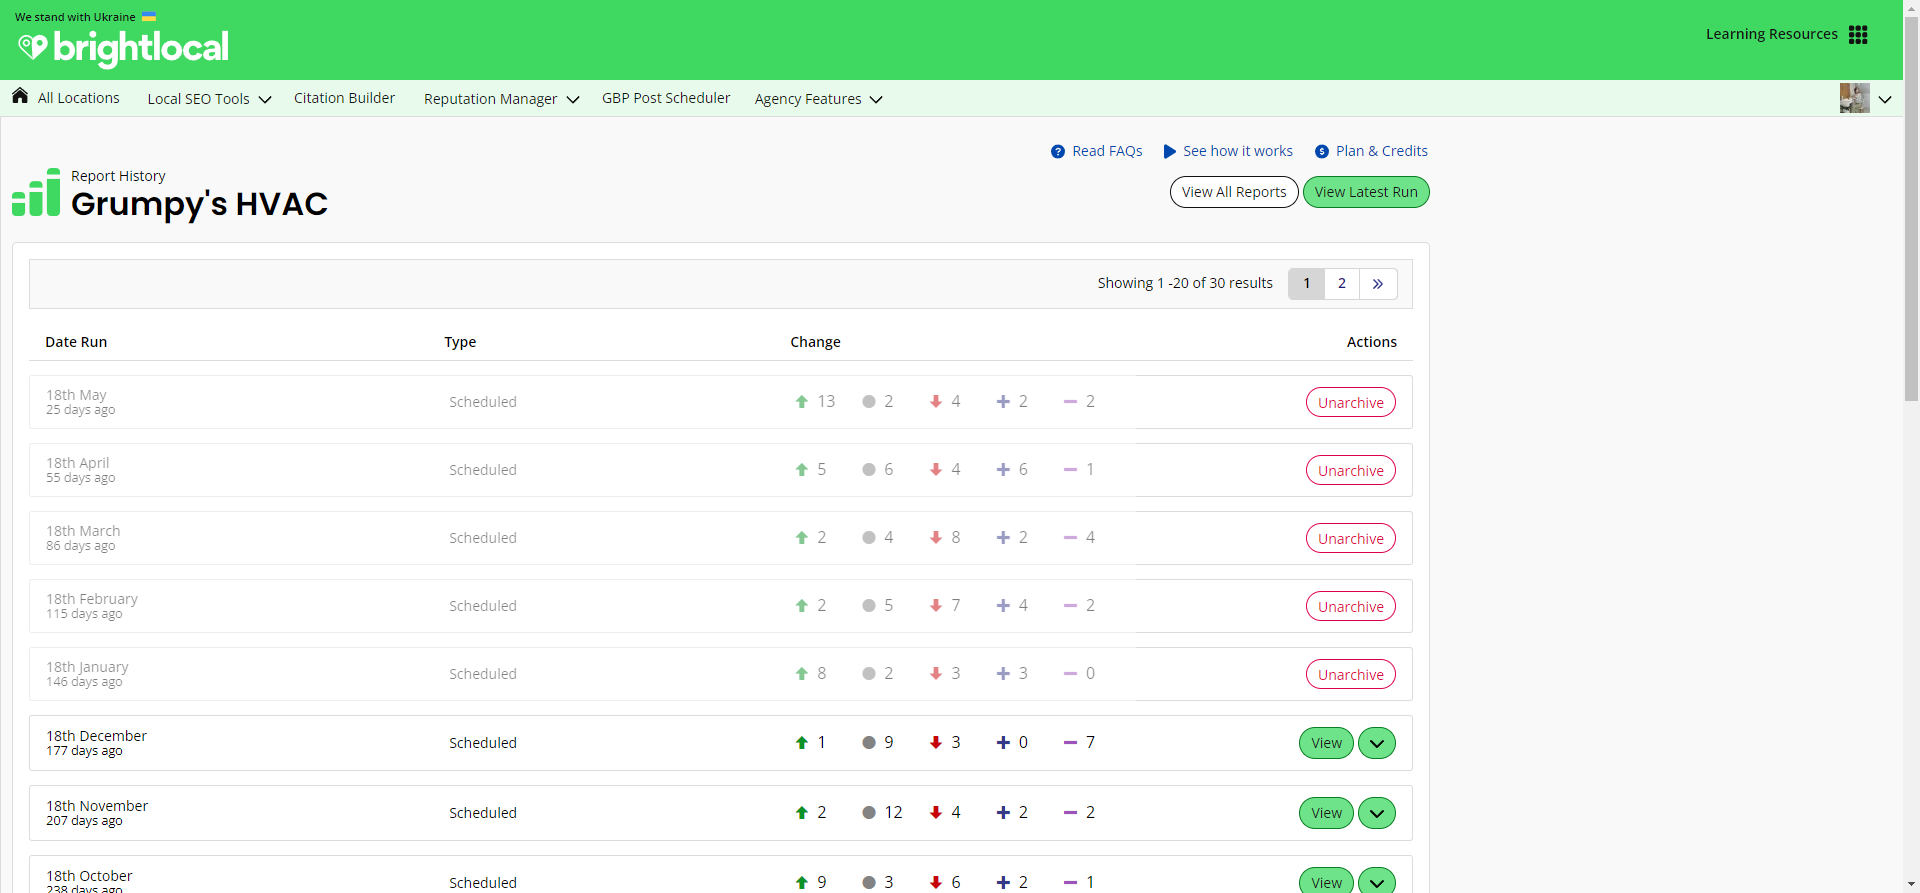 We stand with Ukraine
brightlocal
Learning Resources
All Locations Local SEO Tools Citation Builder Reputation Manager GBP Post Scheduler Agency Features
Read FAQs See how it works Plan & Credits
Report History
Grumpy's HVAC
View All Reports View Latest Run
Showing 1 -20 of 30 results 1 2 »
Date Run Type Change Actions
18th May
25 days ago
Scheduled 13 2 4 2 2 Unarchive
18th April
55 days ago
Scheduled 5 6 4 6 1 Unarchive
18th March
86 days ago
Scheduled 2 4 8 2 4 Unarchive
18th February
115 days ago
Scheduled 2 5 7 4 2 Unarchive
18th January
146 days ago
Scheduled 8 2 3 3 0 Unarchive
18th December
177 days ago
Scheduled 1 9 3 0 7 View
18th November
207 days ago
Scheduled 2 12 4 2 2 View
18th October
238 days ago
Scheduled 9 3 6 2 1 View